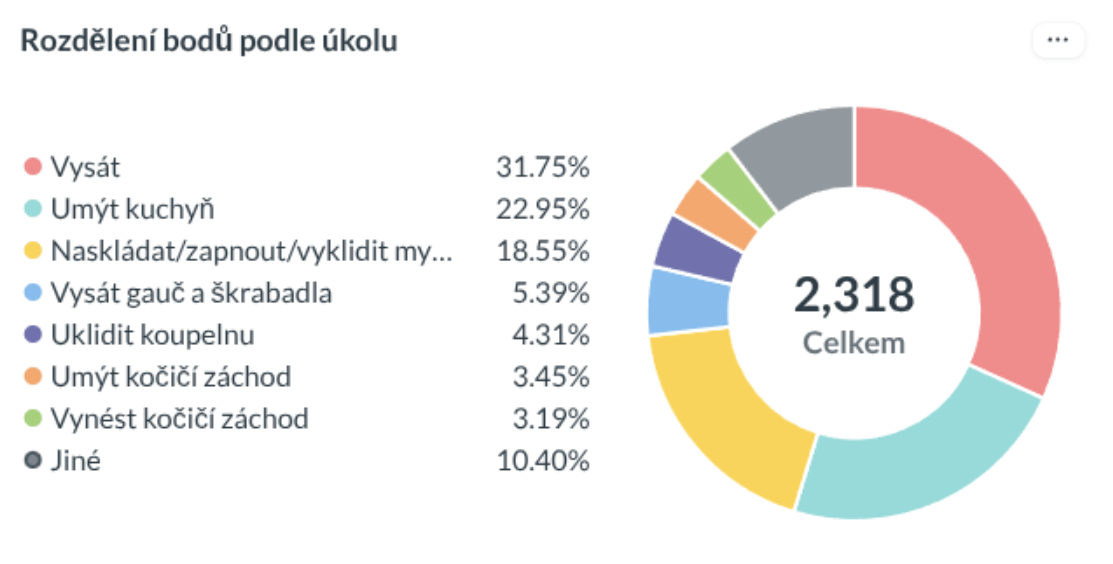 Rozdělení bodů podle úkolu
...
Vysát 31.75%
Umýt kuchyň 22.95%
Naskládat/zapnout/vyklidit my... 18.55%
Vysát gauč a škrabadla 5.39%
Uklidit koupelnu 4.31%
Umýt kočičí záchod 3.45%
Vynést kočičí záchod 3.19%
Jiné 10.40%
2,318
Celkem